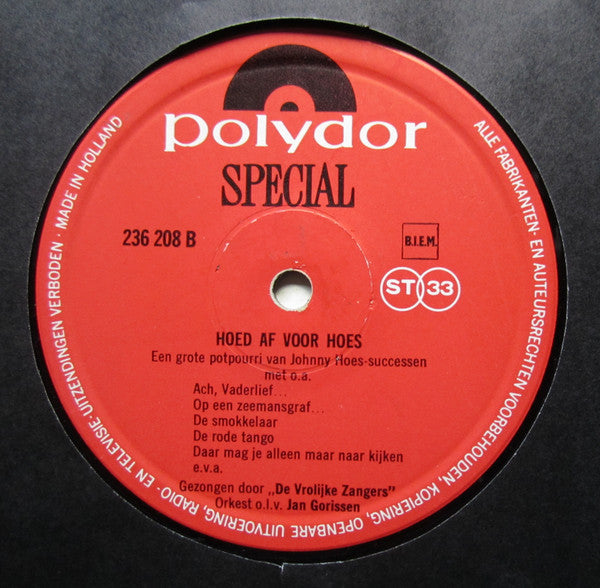 polydor
SPECIAL
236 208 B
B.I.E.M.
ST 33
HOED AF VOOR HOES
Een grote potpourri van Johnny Hoes-successen
met o.a.
Ach, Vaderlief...
Op een zeemansgraf...
De smokkelaar
De rode tango
Daar mag je alleen maar naar kijken
e.v.a.
Gezongen door „De Vrolijke Zangers"
Orkest o.l.v. Jan Gorissen
ALLE FABRIKANTEN- EN AUTEURSRECHTEN VOORBEHOUDEN, KOPIERING, OPENBARE UITVOERING, RADIO- EN TELEVISIE-UITZENDINGEN VERBODEN · MADE IN HOLLAND